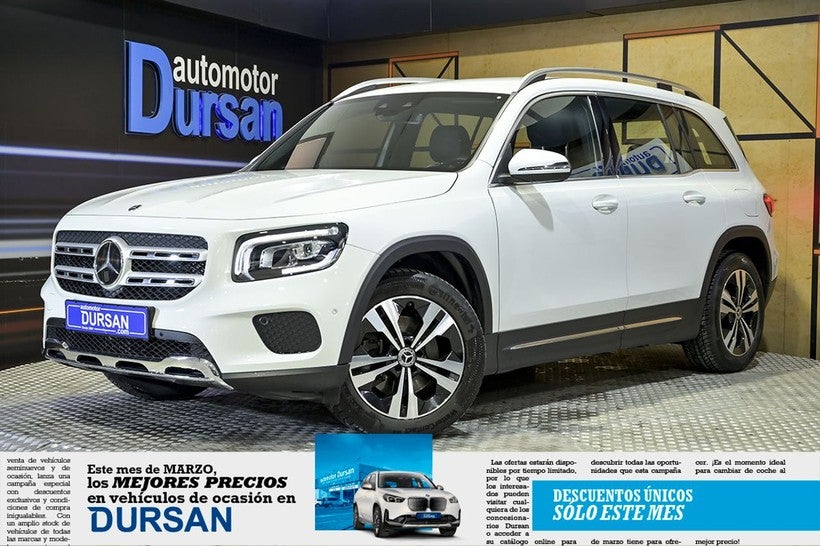 automotor
Dursan
automotor
DURSAN
.com
venta de vehículos
seminuevos y de
ocasión, lanza una
campaña especial
con descuentos
exclusivos y condi-
ciones de compra
inigualables. Con
un amplio stock de
vehículos de todas
las marcas y mode-
Este mes de MARZO,
los MEJORES PRECIOS
en vehículos de ocasión en
DURSAN
automotor Dursan
Las ofertas estarán dispo-
nibles por tiempo limitado,
por lo que
los interesa-
dos pueden
visitar cual-
quiera de los
concesiona-
rios Dursan
o acceder a
su catálogo
online para
descubrir todas las oportu-
nidades que esta campaña
de marzo tiene para ofre-
cer. ¡Es el momento ideal
para cambiar de coche al
mejor precio!
DESCUENTOS ÚNICOS
SÓLO ESTE MES